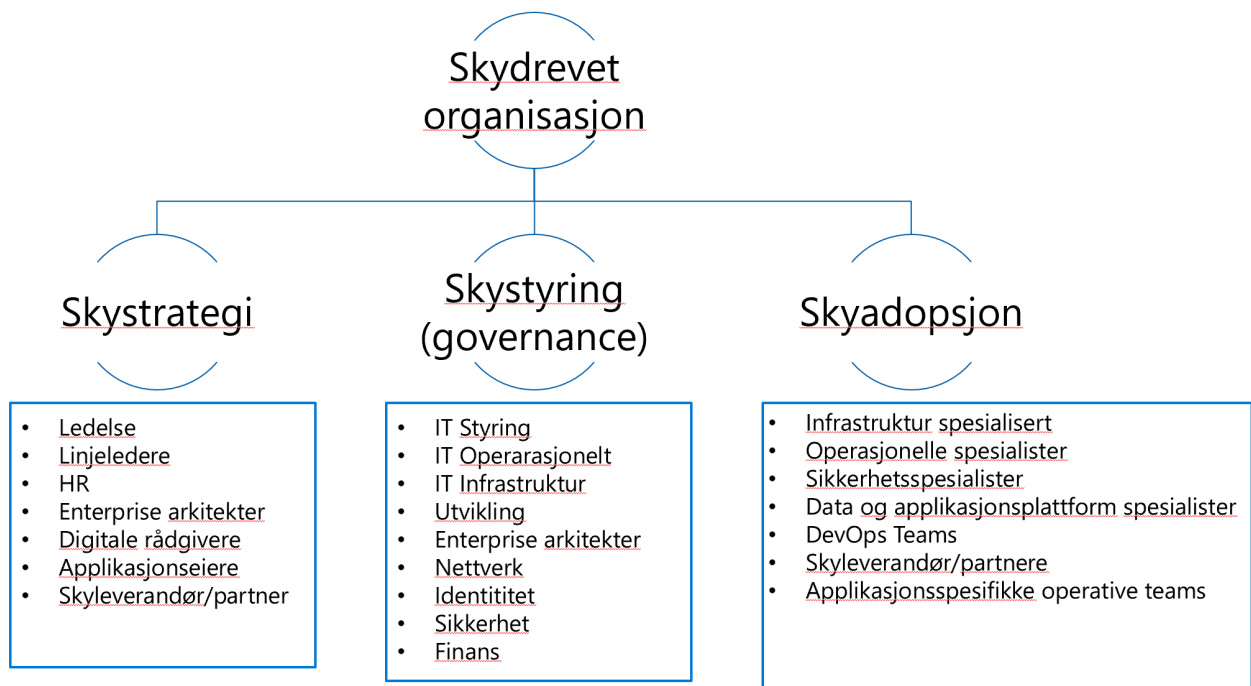 Skydrevet
organisasjon
Skystrategi
Skystyring
(governance)
Skyadopsjon
• Ledelse
• Linjeledere
• HR
• Enterprise arkitekter
• Digitale rådgivere
• Applikasjonseiere
• Skyleverandør/partner
• IT Styring
• IT Operarasjonelt
• IT Infrastruktur
• Utvikling
• Enterprise arkitekter
• Nettverk
• Identititet
• Sikkerhet
• Finans
• Infrastruktur spesialisert
• Operasjonelle spesialister
• Sikkerhetsspesialister
• Data og applikasjonsplattform spesialister
• DevOps Teams
• Skyleverandør/partnere
• Applikasjonsspesifikke operative teams